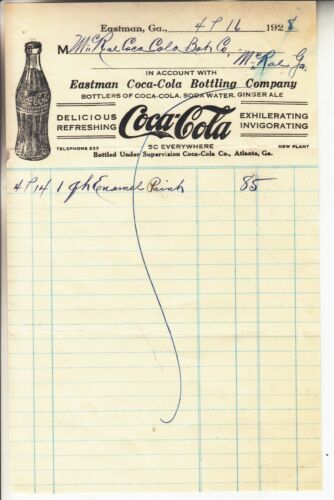 Eastman, Ga., 4/16 1928
M McRae Coca Cola Bot Co.
McRae Ga.
IN ACCOUNT WITH
Eastman Coca-Cola Bottling Company
BOTTLERS OF COCA-COLA, SODA WATER, GINGER ALE
DELICIOUS REFRESHING
Coca-Cola
EXHILERATING INVIGORATING
TELEPHONE 237
5C EVERYWHERE
NEW PLANT
Bottled Under Supervision Coca-Cola Co., Atlanta, Ga.
4/14 1 qt Enamel Paint 85